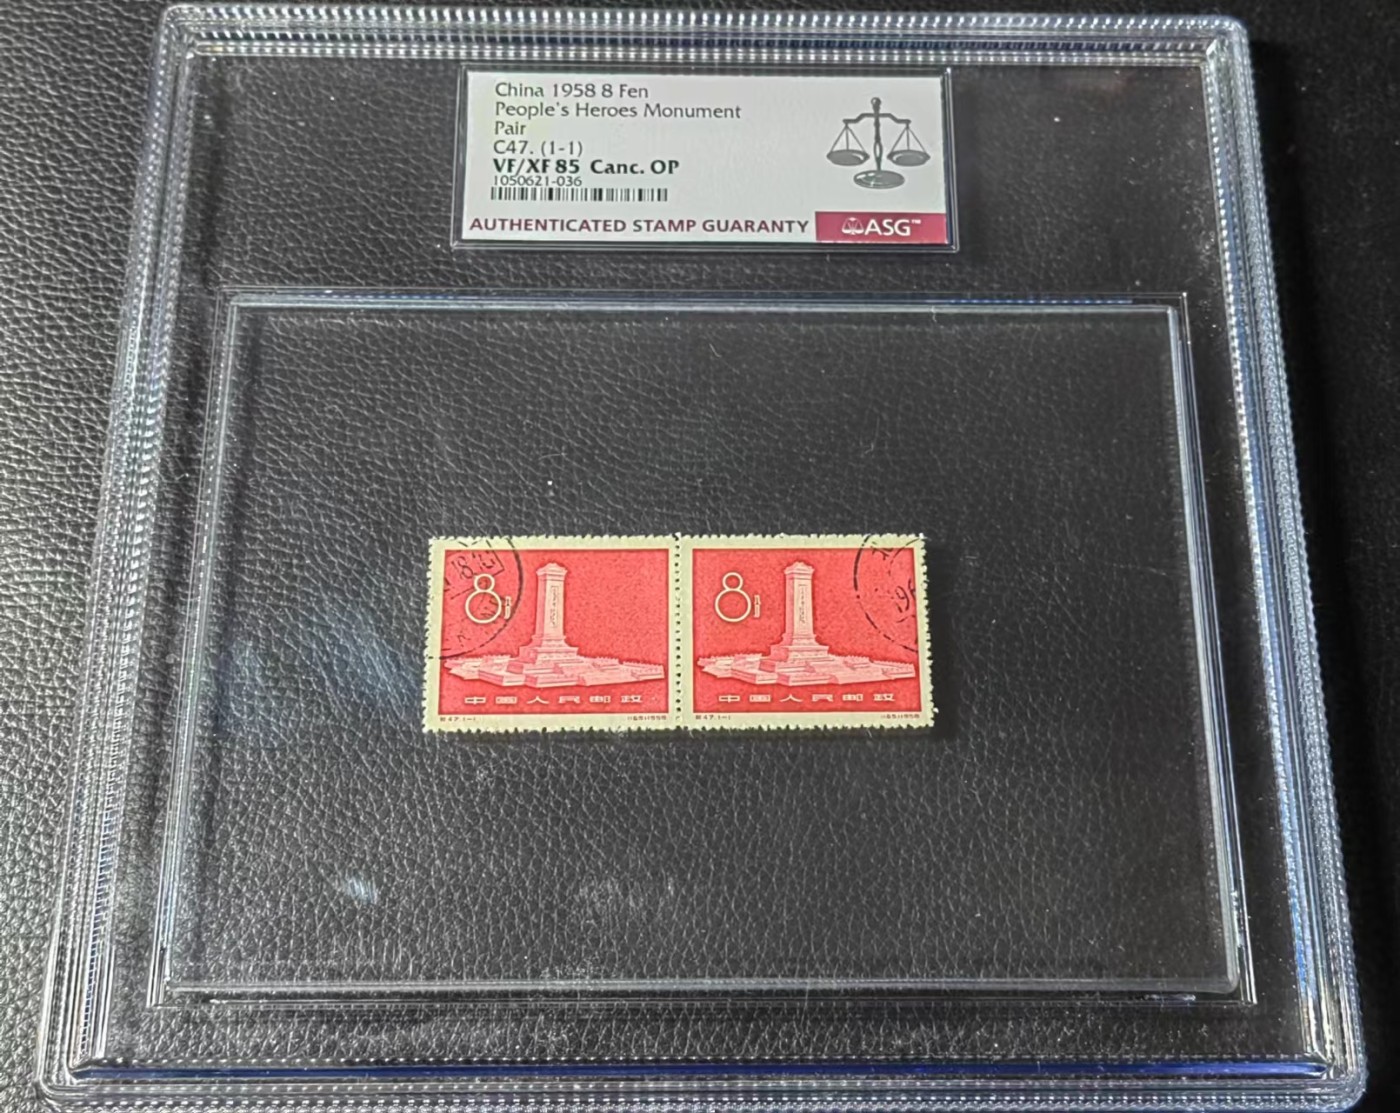 China 1958 8 Fen
People's Heroes Monument
Pair
C47. (1-1)
VF/XF 85 Canc. OP
1050621-036
AUTHENTICATED STAMP GUARANTY ASG™
8 8
中国人民邮政 中国人民邮政